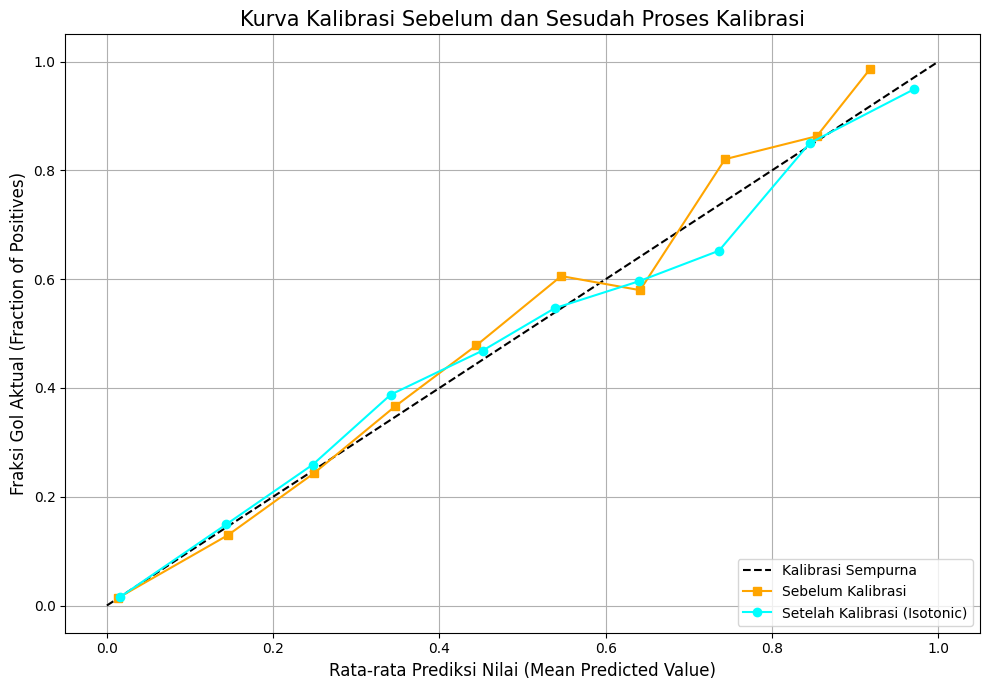 Kurva Kalibrasi Sebelum dan Sesudah Proses Kalibrasi
Fraksi Gol Aktual (Fraction of Positives)
1.0
0.8
0.6
0.4
0.2
0.0
Kalibrasi Sempurna
Sebelum Kalibrasi
Setelah Kalibrasi (Isotonic)
0.0 0.2 0.4 0.6 0.8 1.0
Rata-rata Prediksi Nilai (Mean Predicted Value)